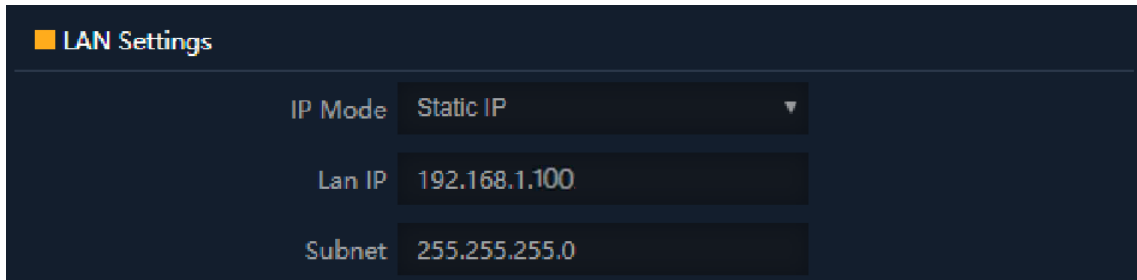 LAN Settings
IP Mode Static IP
Lan IP 192.168.1.100
Subnet 255.255.255.0